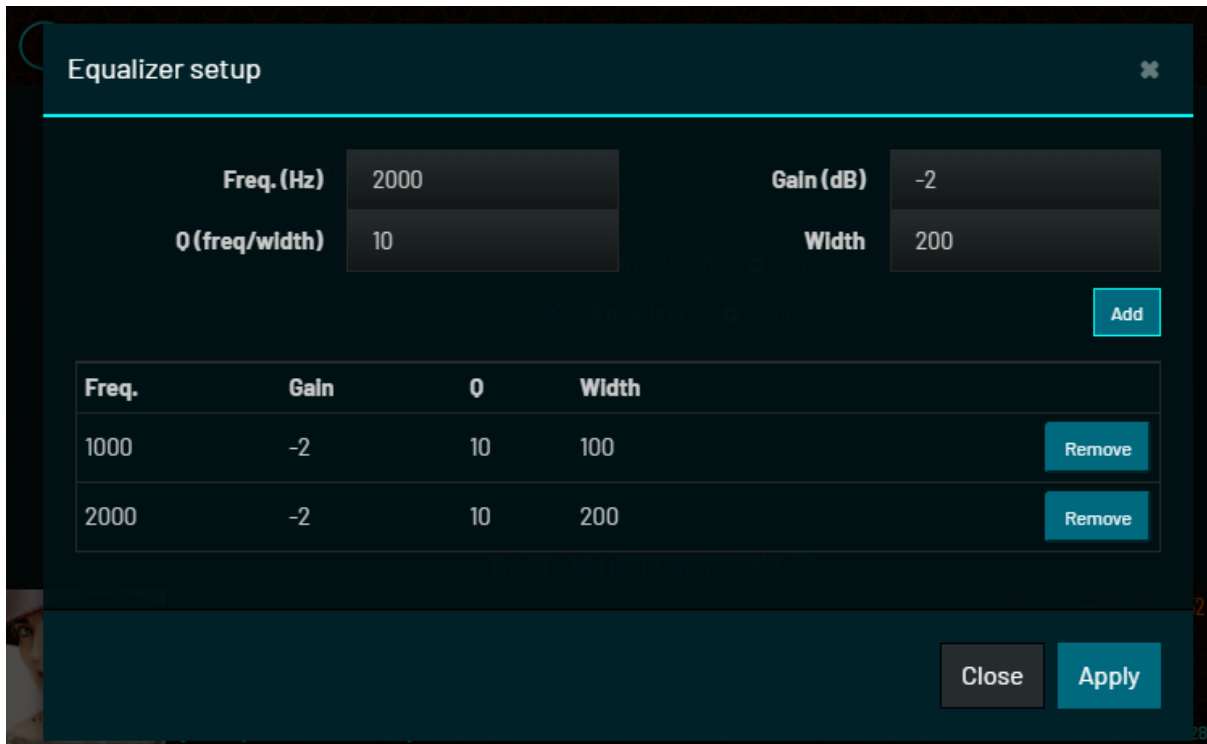 Equalizer setup
Freq. (Hz) 2000 Gain (dB) -2
Q (freq/width) 10 Width 200
Add
Freq. Gain Q Width
1000 -2 10 100 Remove
2000 -2 10 200 Remove
Close Apply